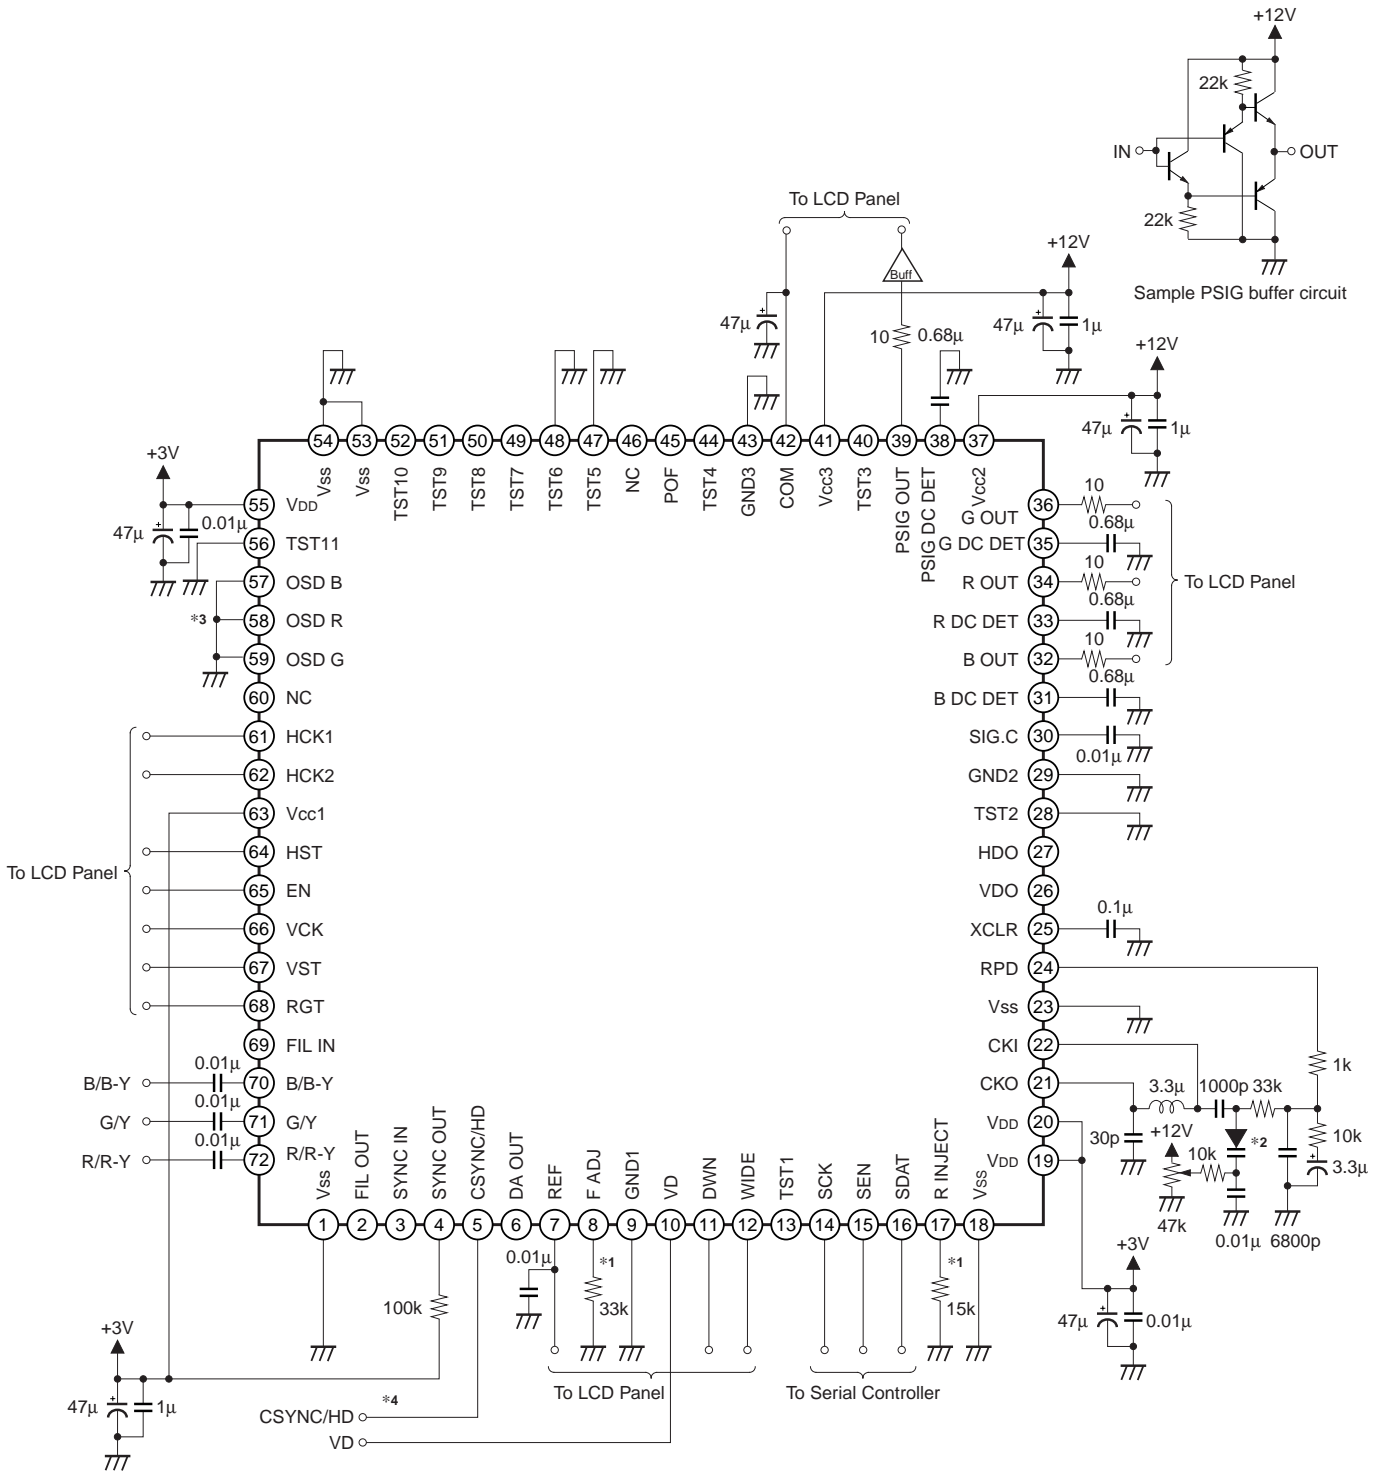 +12V
22k
IN
OUT
22k
Sample PSIG buffer circuit
To LCD Panel
+12V
Buff
47μ
10
0.68μ
47μ
1μ
+12V
47μ
1μ
54
53
52
51
50
49
48
47
46
45
44
43
42
41
40
39
38
37
Vss
Vss
TST10
TST9
TST8
TST7
TST6
TST5
NC
POF
TST4
GND3
COM
Vcc3
TST3
PSIG OUT
PSIG DC DET
Vcc2
+3V
47μ
0.01μ
55 VDD
56 TST11
57 OSD B
*3
58 OSD R
59 OSD G
60 NC
61 HCK1
62 HCK2
63 Vcc1
64 HST
To LCD Panel
65 EN
66 VCK
67 VST
68 RGT
69 FIL IN
0.01μ
B/B-Y
70 B/B-Y
0.01μ
G/Y
71 G/Y
0.01μ
R/R-Y
72 R/R-Y
G OUT 36
10
0.68μ
G DC DET 35
10
R OUT 34
To LCD Panel
0.68μ
R DC DET 33
10
B OUT 32
0.68μ
B DC DET 31
SIG.C 30
0.01μ
GND2 29
TST2 28
HDO 27
VDO 26
0.1μ
XCLR 25
RPD 24
Vss 23
CKI 22
1k
CKO 21
3.3μ
1000p
33k
VDD 20
30p
+12V
*2
10k
10k
VDD 19
3.3μ
47k
0.01μ
6800p
+3V
47μ
0.01μ
Vss
FIL OUT
SYNC IN
SYNC OUT
CSYNC/HD
DA OUT
REF
F ADJ
GND1
VD
DWN
WIDE
TST1
SCK
SEN
SDAT
R INJECT
Vss
1
2
3
4
5
6
7
8
9
10
11
12
13
14
15
16
17
18
0.01μ
*1
*1
100k
33k
15k
+3V
47μ
1μ
To LCD Panel
To Serial Controller
*4
CSYNC/HD
VD